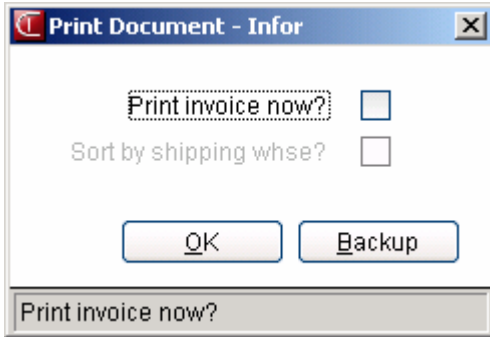 Print Document - Infor
Print invoice now?
Sort by shipping whse?
OK Backup
Print invoice now?